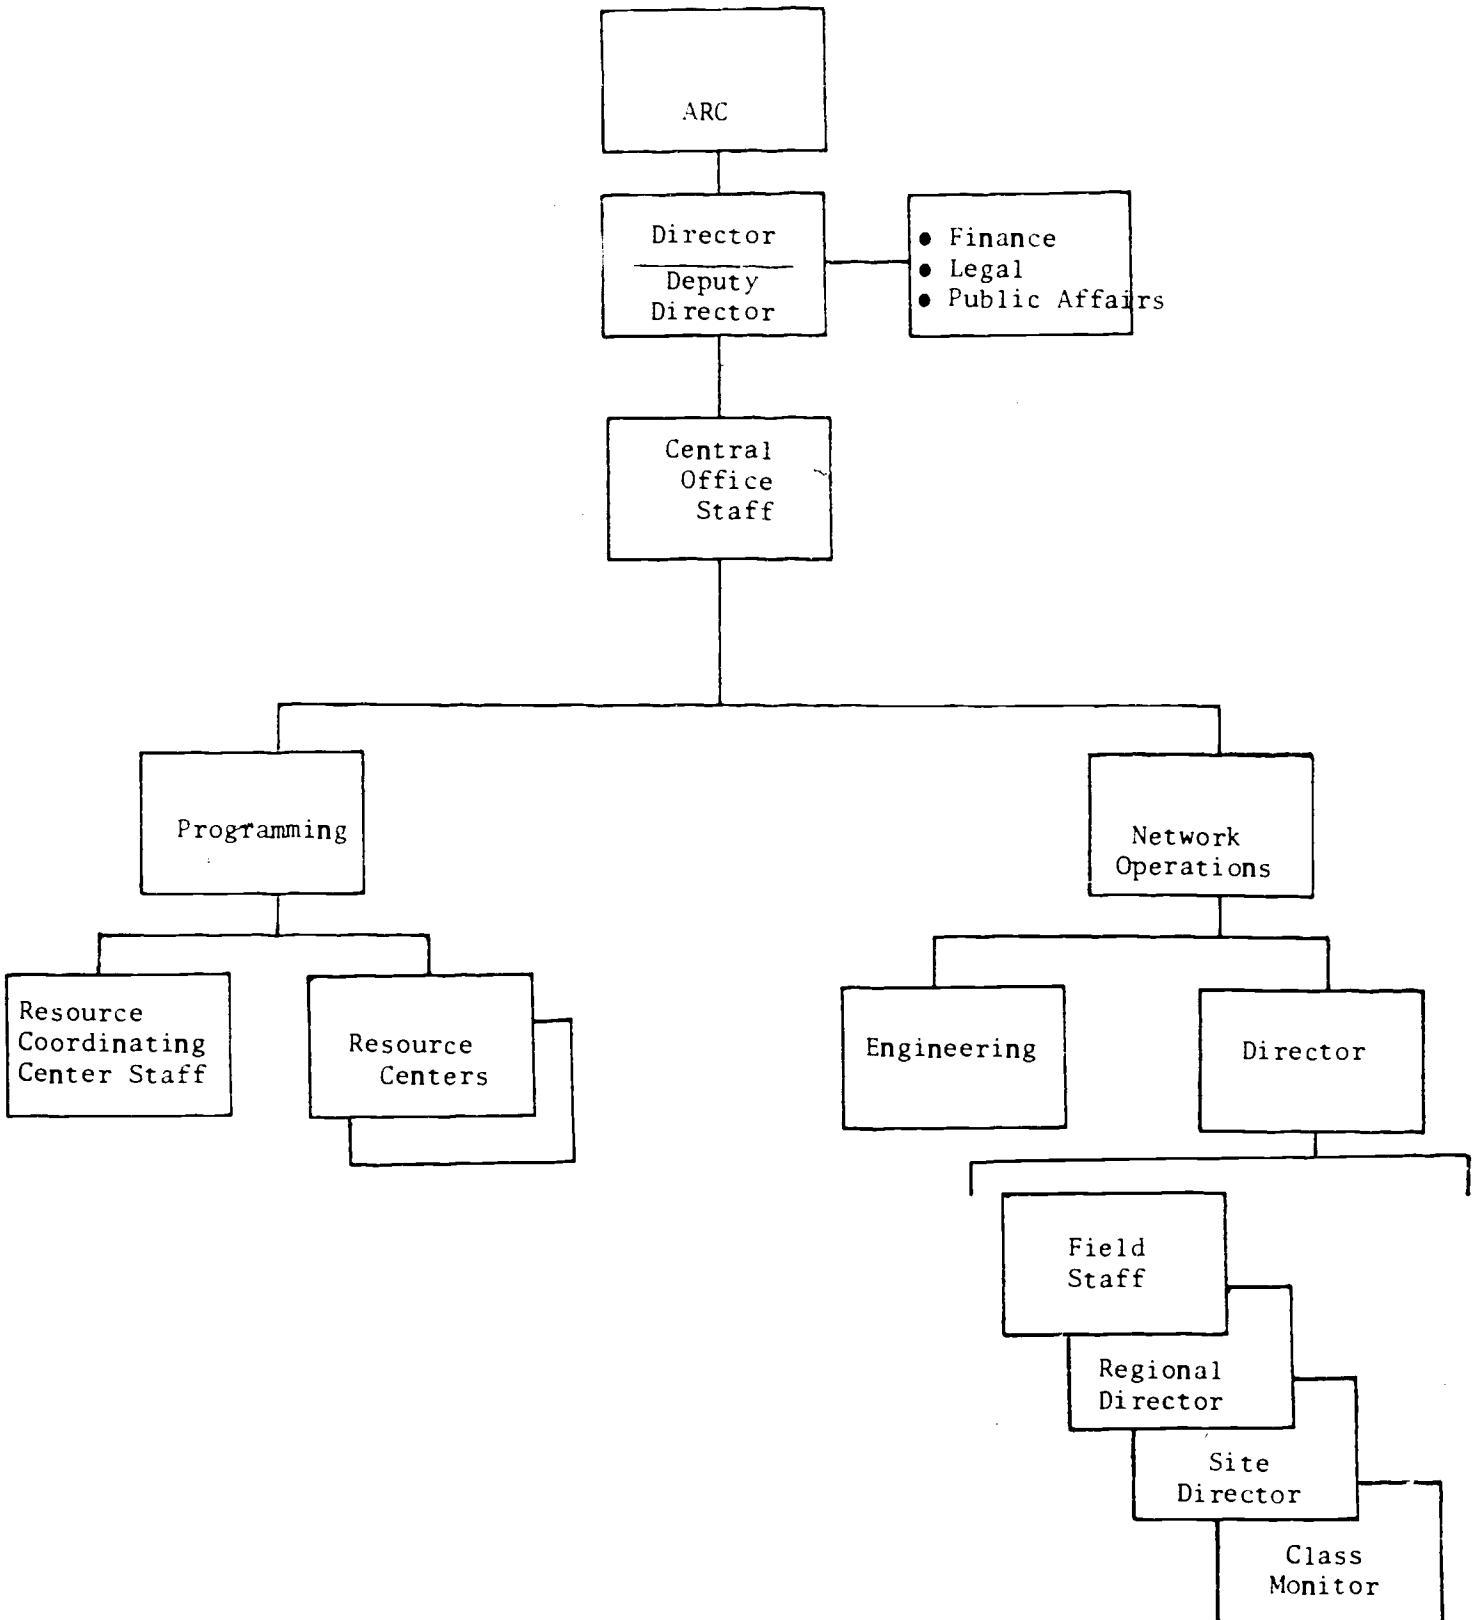 ARC
Director
Deputy
Director
● Finance
● Legal
● Public Affairs
Central
Office
Staff
Programming
Network
Operations
Resource
Coordinating
Center Staff
Resource
Centers
Engineering
Director
Field
Staff
Regional
Director
Site
Director
Class
Monitor